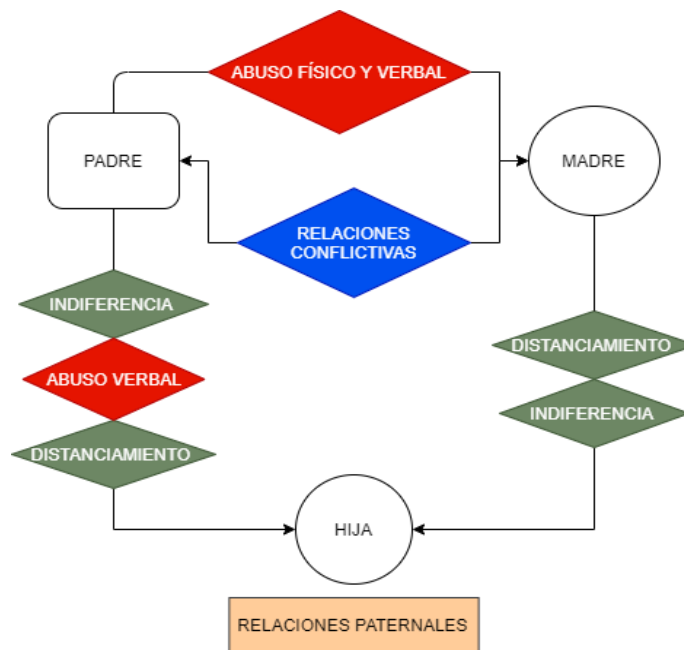 ABUSO FÍSICO Y VERBAL
PADRE
MADRE
RELACIONES
CONFLICTIVAS
INDIFERENCIA
ABUSO VERBAL
DISTANCIAMIENTO
DISTANCIAMIENTO
INDIFERENCIA
HIJA
RELACIONES PATERNALES